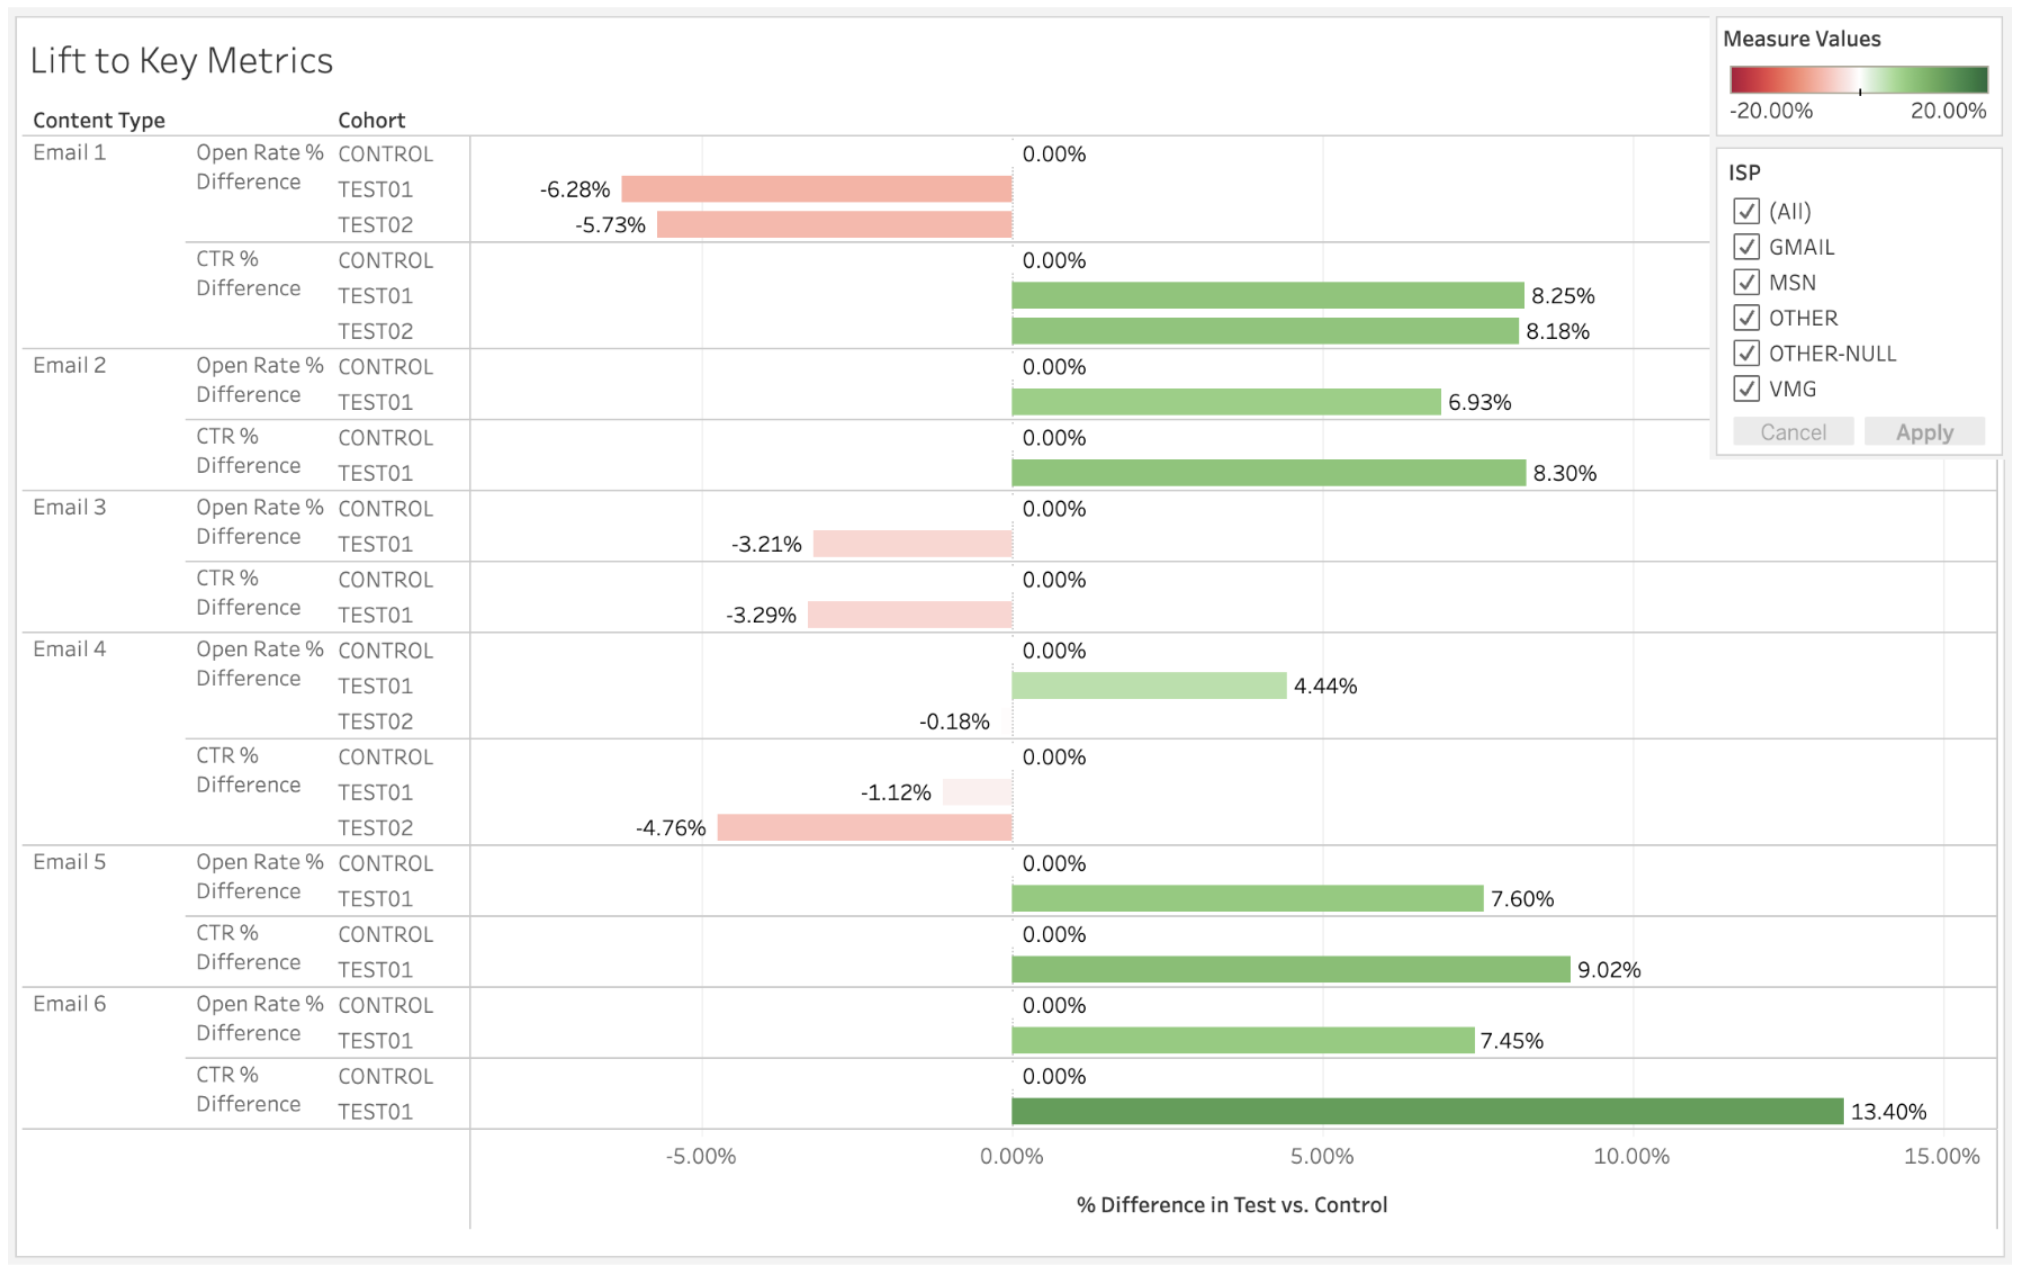 Lift to Key Metrics
Content Type Cohort
Email 1 Open Rate % Difference CONTROL 0.00%
TEST01 -6.28%
TEST02 -5.73%
CTR % Difference CONTROL 0.00%
TEST01 8.25%
TEST02 8.18%
Email 2 Open Rate % Difference CONTROL 0.00%
TEST01 6.93%
CTR % Difference CONTROL 0.00%
TEST01 8.30%
Email 3 Open Rate % Difference CONTROL 0.00%
TEST01 -3.21%
CTR % Difference CONTROL 0.00%
TEST01 -3.29%
Email 4 Open Rate % Difference CONTROL 0.00%
TEST01 4.44%
TEST02 -0.18%
CTR % Difference CONTROL 0.00%
TEST01 -1.12%
TEST02 -4.76%
Email 5 Open Rate % Difference CONTROL 0.00%
TEST01 7.60%
CTR % Difference CONTROL 0.00%
TEST01 9.02%
Email 6 Open Rate % Difference CONTROL 0.00%
TEST01 7.45%
CTR % Difference CONTROL 0.00%
TEST01 13.40%
-5.00% 0.00% 5.00% 10.00% 15.00%
% Difference in Test vs. Control
Measure Values
-20.00% 20.00%
ISP
(All)
GMAIL
MSN
OTHER
OTHER-NULL
VMG
Cancel Apply